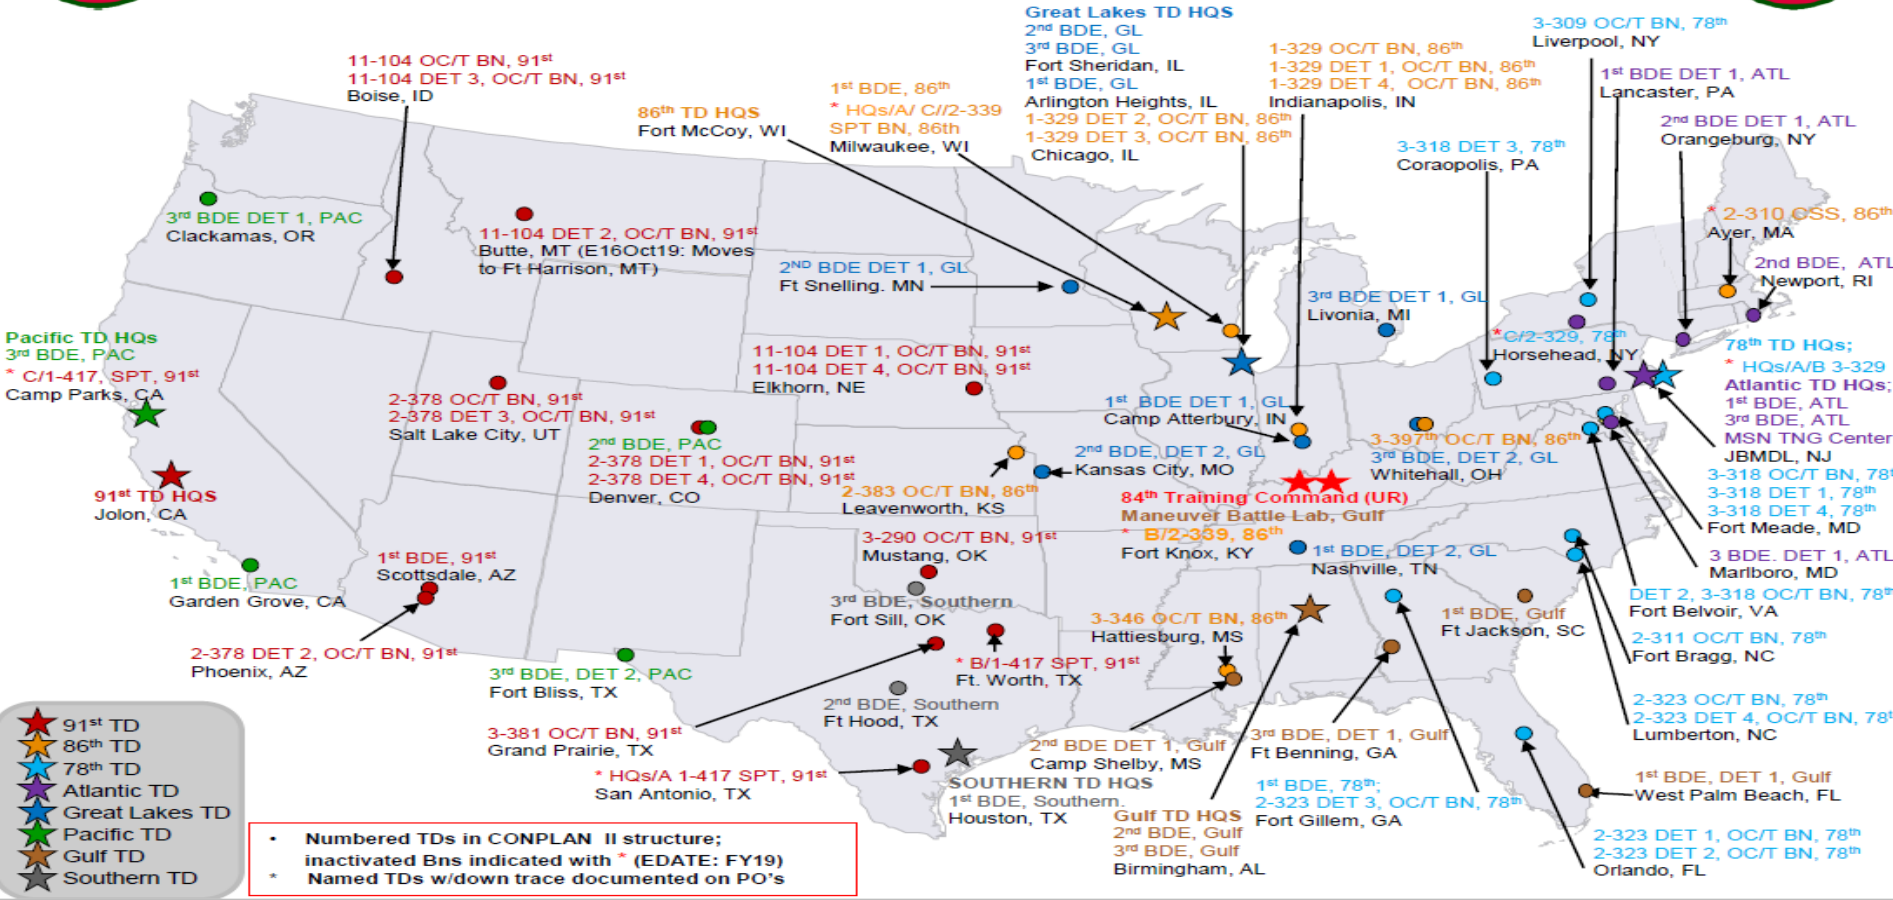 Great Lakes TD HQS
2nd BDE, GL
3rd BDE, GL
Fort Sheridan, IL
1st BDE, GL
Arlington Heights, IL
1-329 DET 2, OC/T BN, 86th
1-329 DET 3, OC/T BN, 86th
Chicago, IL
1-329 OC/T BN, 86th
1-329 DET 1, OC/T BN, 86th
1-329 DET 4, OC/T BN, 86th
Indianapolis, IN
3-309 OC/T BN, 78th
Liverpool, NY
1st BDE DET 1, ATL
Lancaster, PA
2nd BDE DET 1, ATL
Orangeburg, NY
3-318 DET 3, 78th
Coraopolis, PA
11-104 OC/T BN, 91st
11-104 DET 3, OC/T BN, 91st
Boise, ID
86th TD HQS
Fort McCoy, WI
1st BDE, 86th
* HQs/A/ C//2-339
SPT BN, 86th
Milwaukee, WI
3rd BDE DET 1, PAC
Clackamas, OR
11-104 DET 2, OC/T BN, 91st
Butte, MT (E16Oct19: Moves
to Ft Harrison, MT)
2ND BDE DET 1, GL
Ft Snelling. MN
3rd BDE DET 1, GL
Livonia, MI
* 2-310 CSS, 86th
Ayer, MA
2nd BDE, ATL
Newport, RI
Pacific TD HQs
3rd BDE, PAC
* C/1-417, SPT, 91st
Camp Parks, CA
11-104 DET 1, OC/T BN, 91st
11-104 DET 4, OC/T BN, 91st
Elkhorn, NE
*C/2-329, 78th
Horsehead, NY
78th TD HQs;
* HQs/A/B 3-329
Atlantic TD HQs;
1st BDE, ATL
3rd BDE, ATL
MSN TNG Center
JBMDL, NJ
2-378 OC/T BN, 91st
2-378 DET 3, OC/T BN, 91st
Salt Lake City, UT
2nd BDE, PAC
2-378 DET 1, OC/T BN, 91st
2-378 DET 4, OC/T BN, 91st
Denver, CO
1st BDE DET 1, GL
Camp Atterbury, IN
2nd BDE, DET 2, GL
Kansas City, MO
3-397th OC/T BN, 86th
3rd BDE, DET 2, GL
Whitehall, OH
3-318 OC/T BN, 78th
3-318 DET 1, 78th
3-318 DET 4, 78th
Fort Meade, MD
91st TD HQS
Jolon, CA
2-383 OC/T BN, 86th
Leavenworth, KS
84th Training Command (UR)
Maneuver Battle Lab, Gulf
* B/2-339, 86th
Fort Knox, KY
3-290 OC/T BN, 91st
Mustang, OK
1st BDE, DET 2, GL
Nashville, TN
3 BDE. DET 1, ATL
Marlboro, MD
1st BDE, 91st
Scottsdale, AZ
1st BDE, PAC
Garden Grove, CA
3rd BDE, Southern
Fort Sill, OK
3-346 OC/T BN, 86th
Hattiesburg, MS
1st BDE, Gulf
Ft Jackson, SC
DET 2, 3-318 OC/T BN, 78th
Fort Belvoir, VA
2-311 OC/T BN, 78th
Fort Bragg, NC
2-378 DET 2, OC/T BN, 91st
Phoenix, AZ
3rd BDE, DET 2, PAC
Fort Bliss, TX
* B/1-417 SPT, 91st
Ft. Worth, TX
2nd BDE, Southern
Ft Hood, TX
2-323 OC/T BN, 78th
2-323 DET 4, OC/T BN, 78t
Lumberton, NC
3-381 OC/T BN, 91st
Grand Prairie, TX
2nd BDE DET 1, Gulf
Camp Shelby, MS
3rd BDE, DET 1, Gulf
Ft Benning, GA
* HQs/A 1-417 SPT, 91st
San Antonio, TX
SOUTHERN TD HQS
1st BDE, Southern.
Houston, TX
1st BDE, 78th;
2-323 DET 3, OC/T BN, 78th
Fort Gillem, GA
1st BDE, DET 1, Gulf
West Palm Beach, FL
Gulf TD HQS
2nd BDE, Gulf
3rd BDE, Gulf
Birmingham, AL
2-323 DET 1, OC/T BN, 78th
2-323 DET 2, OC/T BN, 78th
Orlando, FL
91st TD
86th TD
78th TD
Atlantic TD
Great Lakes TD
Pacific TD
Gulf TD
Southern TD
• Numbered TDs in CONPLAN II structure;
inactivated Bns indicated with * (EDATE: FY19)
* Named TDs w/down trace documented on PO's